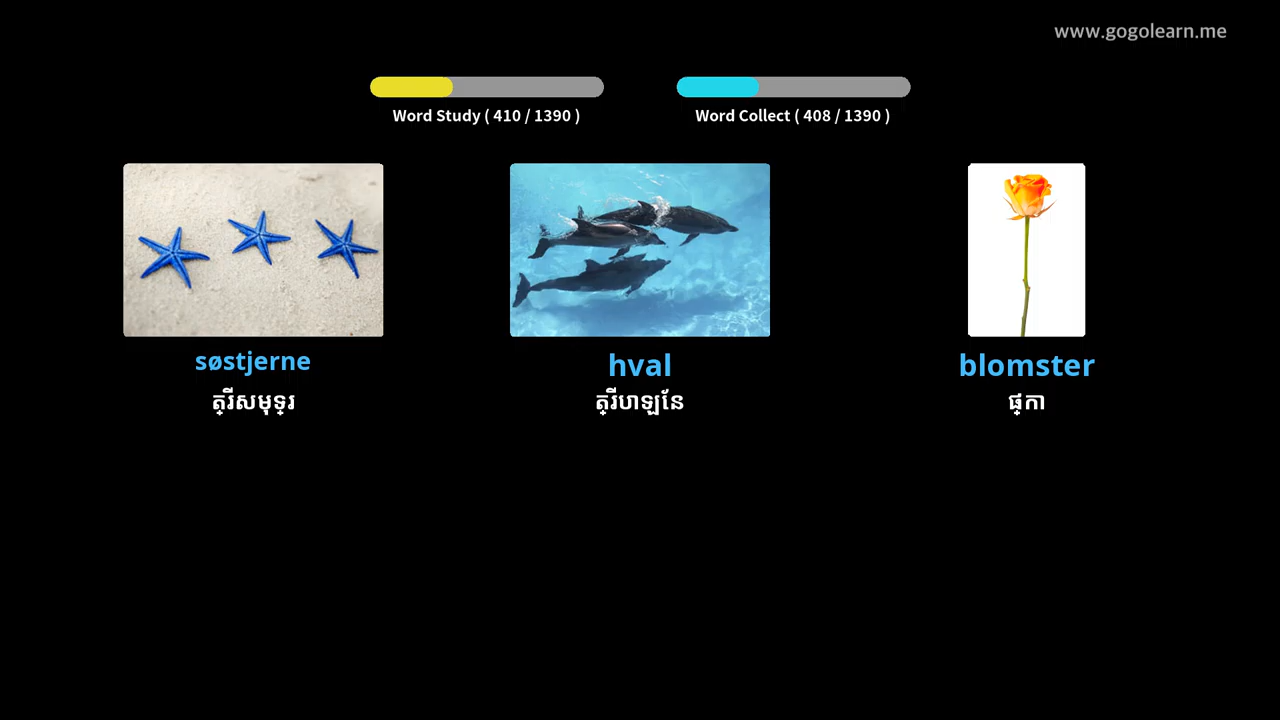 www.gogolearn.me
Word Study ( 410 / 1390 )
Word Collect ( 408 / 1390 )
søstjerne
hval
blomster
ត្រីសមុទ្រ
ត្រីបាឡែន
ផ្កា